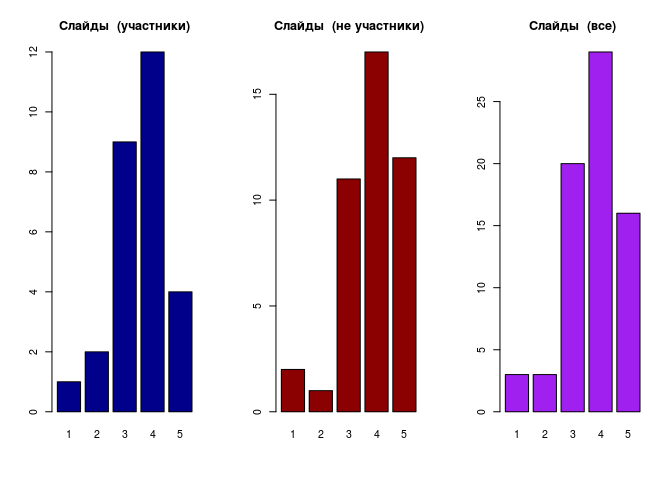 Слайды (участники)
0 2 4 6 8 10 12
1 2 3 4 5
Слайды (не участники)
0 5 10 15
1 2 3 4 5
Слайды (все)
0 5 10 15 20 25
1 2 3 4 5